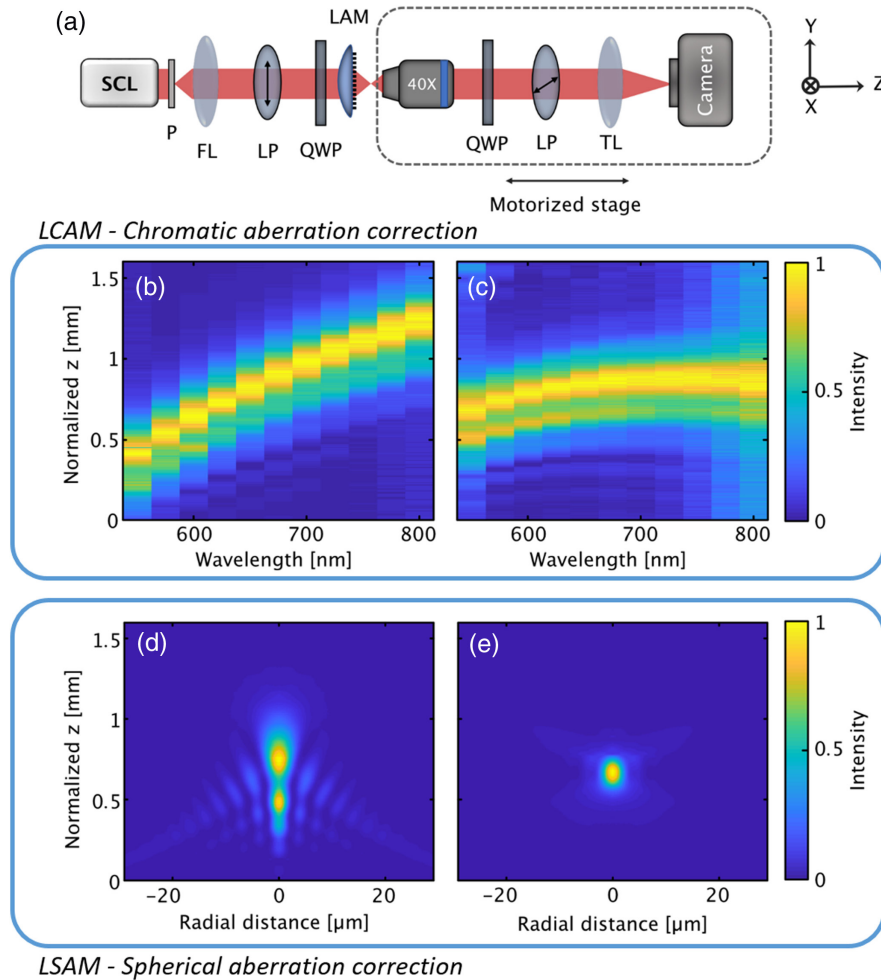 (a)
LAM
SCL
40X
Camera
P
FL
LP
QWP
QWP
LP
TL
Y
X
Z
Motorized stage
LCAM - Chromatic aberration correction
(b)
(c)
Normalized z [mm]
1.5
1
0.5
0
600
700
800
Wavelength [nm]
600
700
800
Wavelength [nm]
1
0.5
0
Intensity
(d)
(e)
Normalized z [mm]
1.5
1
0.5
0
−20
0
20
Radial distance [µm]
−20
0
20
Radial distance [µm]
1
0.5
0
Intensity
LSAM - Spherical aberration correction